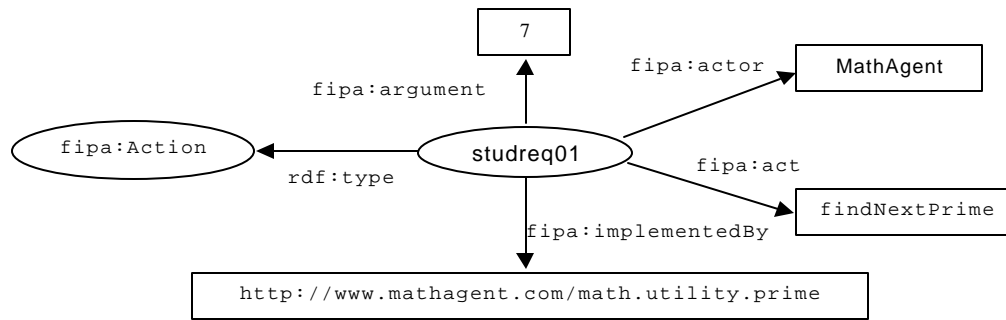 7
fipa:actor
MathAgent
fipa:argument
fipa:Action
studreq01
rdf:type
fipa:act
findNextPrime
fipa:implementedBy
http://www.mathagent.com/math.utility.prime